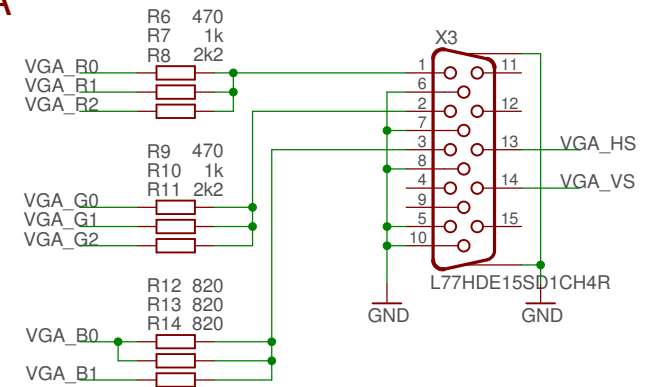 A
R6 470
R7 1k
R8 2k2
VGA_R0
VGA_R1
VGA_R2
R9 470
R10 1k
R11 2k2
VGA_G0
VGA_G1
VGA_G2
R12 820
R13 820
R14 820
VGA_B0
VGA_B1
X3
1
6
2
7
3
8
4
9
5
10
11
12
13
14
15
VGA_HS
VGA_VS
L77HDE15SD1CH4R
GND
GND